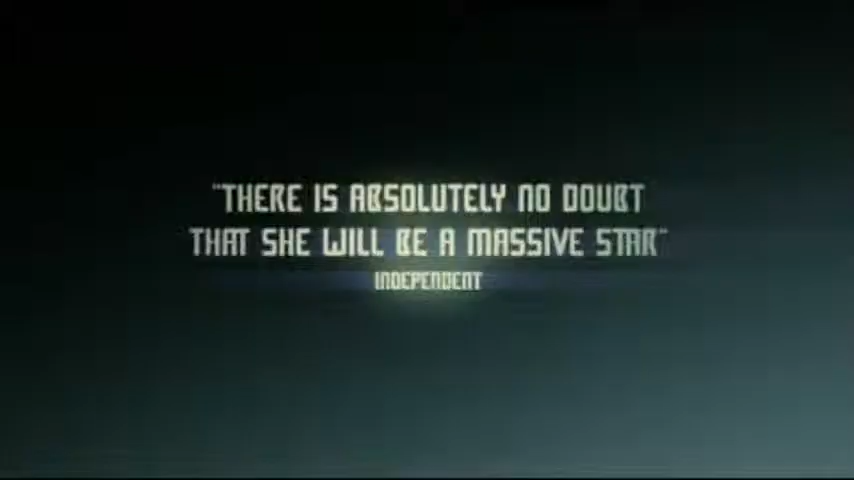 "THERE IS ABSOLUTELY NO DOUBT
THAT SHE WILL BE A MASSIVE STAR"
INDEPENDENT